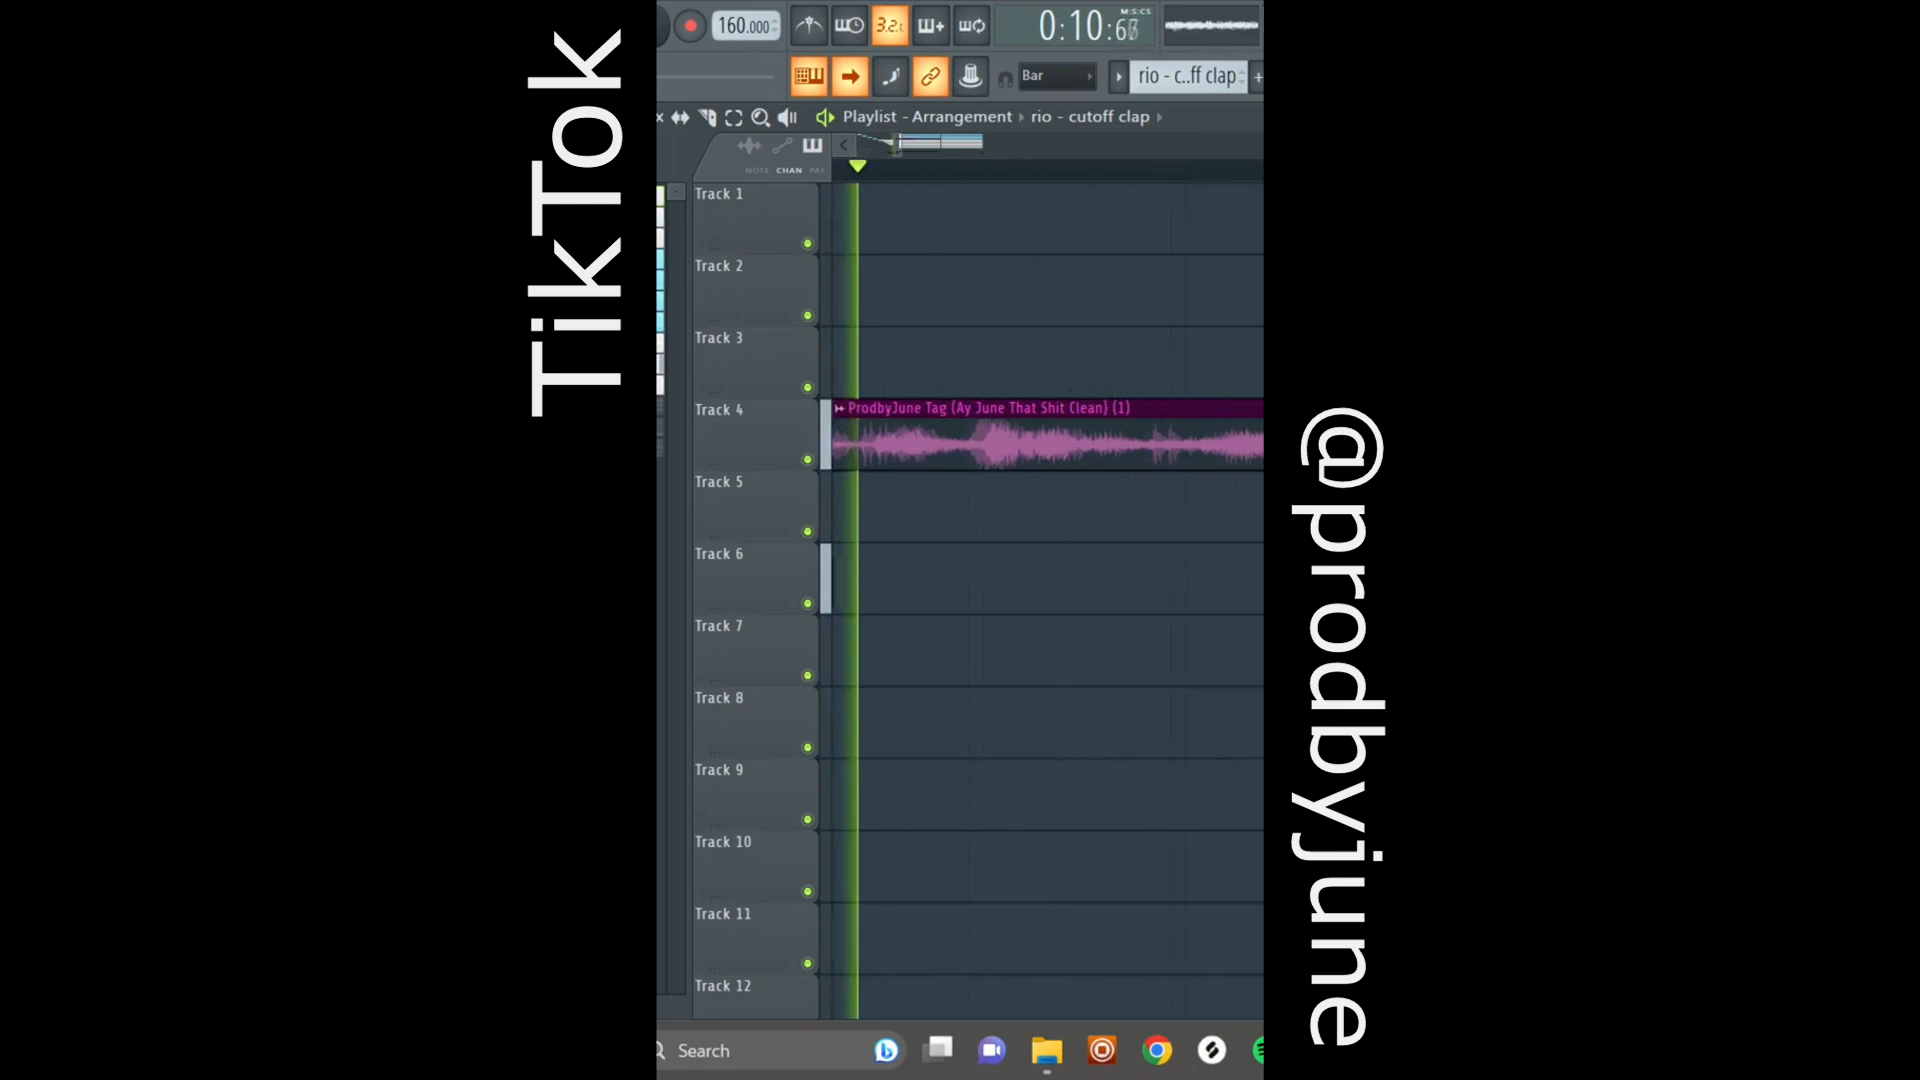 TikTok
160.000
3.2.
M:S:CS
0:10:6
Bar
rio - c..ff clap
Playlist - Arrangement rio - cutoff clap
NOTE CHAN PAT
Track 1
Track 2
Track 3
Track 4
ProdbyJune Tag (Ay June That Shit Clean} (1)
Track 5
Track 6
Track 7
Track 8
Track 9
Track 10
Track 11
Track 12
Search
@prodbyjune